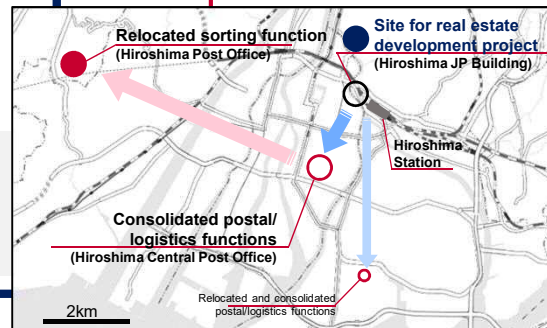 Relocated sorting function
(Hiroshima Post Office)
Site for real estate
development project
(Hiroshima JP Building)
Hiroshima
Station
Consolidated postal/
logistics functions
(Hiroshima Central Post Office)
Relocated and consolidated
postal/logistics functions
2km